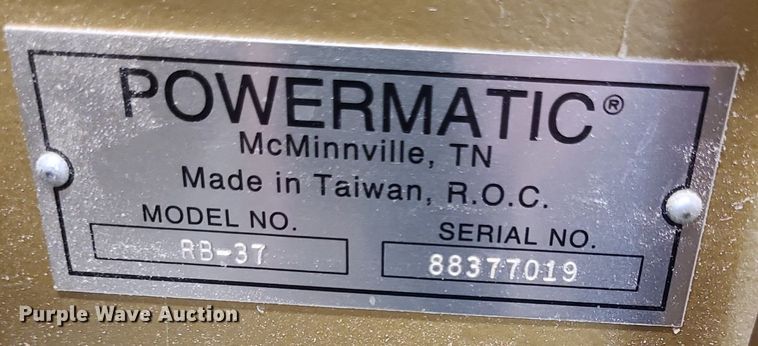 POWERMATIC®
McMinnville, TN
Made in Taiwan, R.O.C.
MODEL NO.
RB-37
SERIAL NO.
88377019
Purple Wave Auction